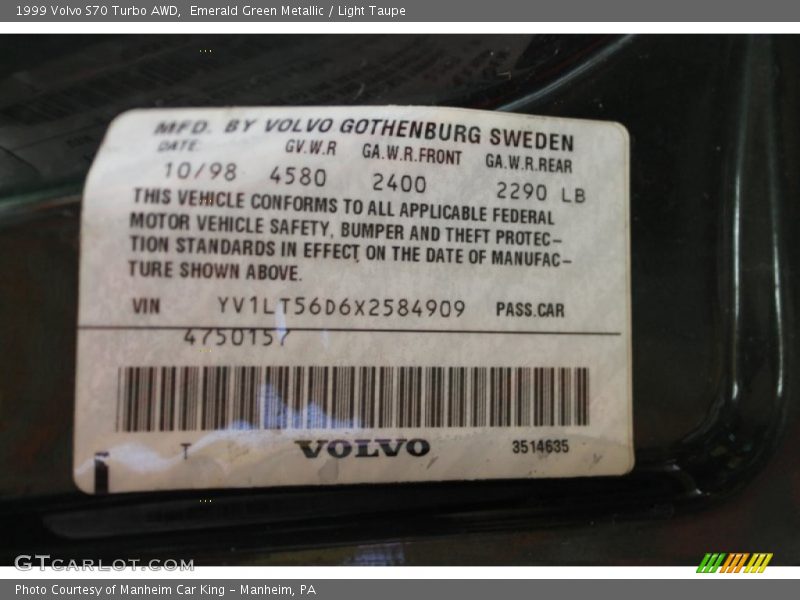 1999 Volvo S70 Turbo AWD, Emerald Green Metallic / Light Taupe
MFD. BY VOLVO GOTHENBURG SWEDEN
DATE: GV.W.R GA.W.R.FRONT GA.W.R.REAR
10/98 4580 2400 2290 LB
THIS VEHICLE CONFORMS TO ALL APPLICABLE FEDERAL
MOTOR VEHICLE SAFETY, BUMPER AND THEFT PROTEC-
TION STANDARDS IN EFFECT ON THE DATE OF MANUFAC-
TURE SHOWN ABOVE.
VIN YV1LT56D6X2584909 PASS.CAR
4750157
T VOLVO 3514635
GTCARLOT.COM
Photo Courtesy of Manheim Car King - Manheim, PA